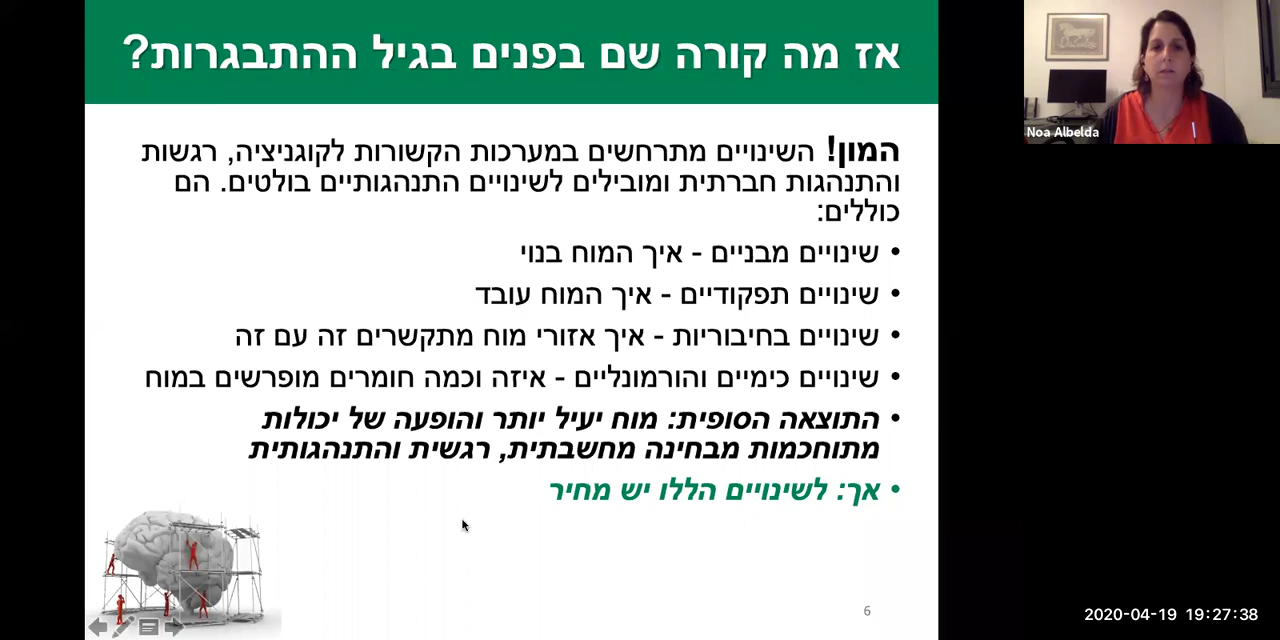 אז מה קורה שם בפנים בגיל ההתבגרות?
המון! השינויים מתרחשים במערכות הקשורות לקוגניציה, רגשות
והתנהגות חברתית ומובילים לשינויים התנהגותיים בולטים. הם
כוללים:
• שינויים מבניים - איך המוח בנוי
• שינויים תפקודיים - איך המוח עובד
• שינויים בחיבוריות - איך אזורי מוח מתקשרים זה עם זה
• שינויים כימיים והורמונליים - איזה וכמה חומרים מופרשים במוח
• התוצאה הסופית: מוח יעיל יותר והופעה של יכולות
מתוחכמות מבחינה מחשבתית, רגשית והתנהגותית
• אך: לשינויים הללו יש מחיר
6
Noa Albelda
2020-04-19 19:27:38